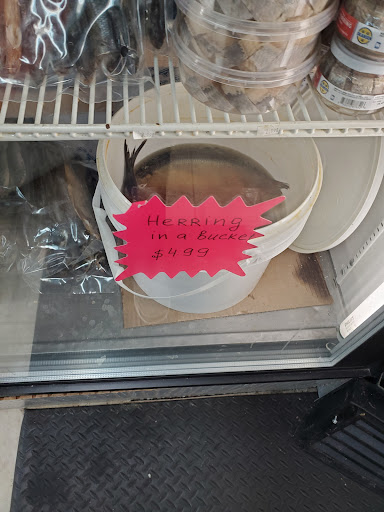 Herring
in a Bucke
$499